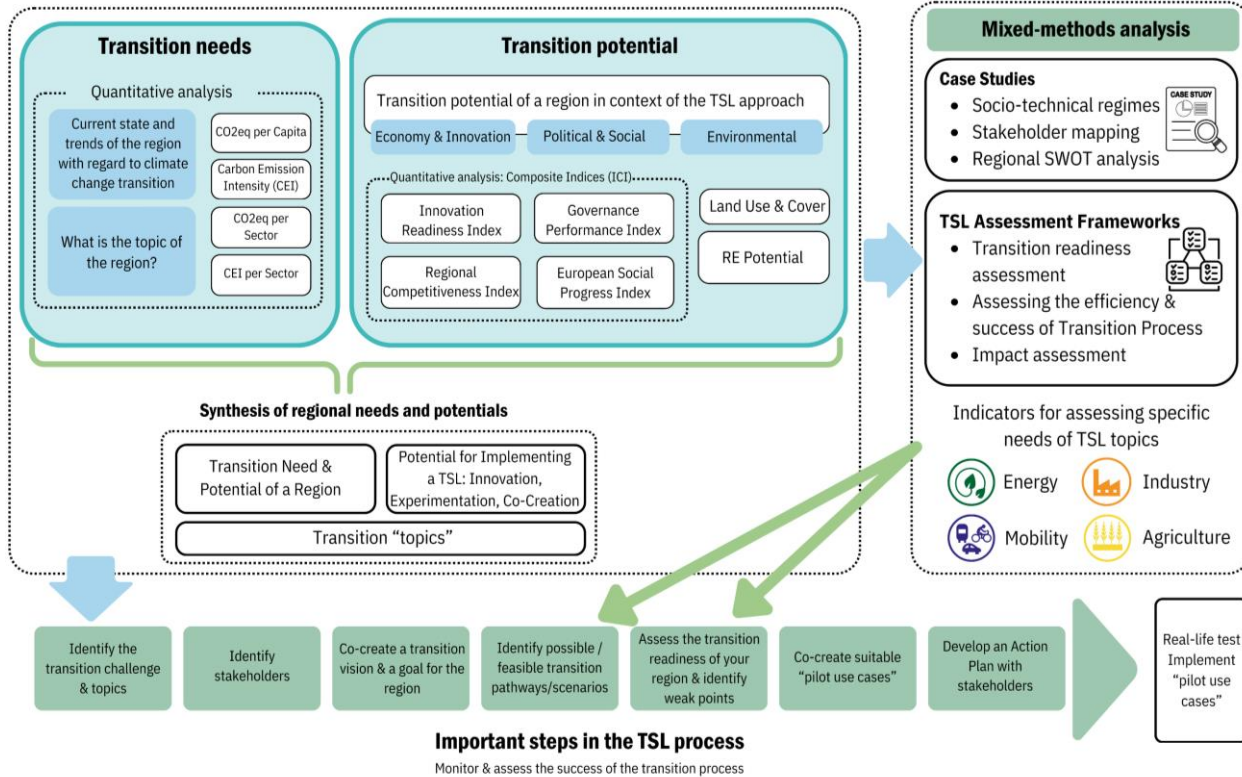 Transition needs
Quantitative analysis
Current state and
trends of the region
with regard to climate
change transition
What is the topic of
the region?
CO2eq per Capita
Carbon Emission
Intensity (CEI)
CO2eq per
Sector
CEI per Sector
Transition potential
Transition potential of a region in context of the TSL approach
Economy & Innovation
Political & Social
Environmental
Quantitative analysis: Composite Indices (ICI)
Innovation
Readiness Index
Governance
Performance Index
Regional
Competitiveness Index
European Social
Progress Index
Land Use & Cover
RE Potential
Synthesis of regional needs and potentials
Transition Need &
Potential of a Region
Potential for Implementing
a TSL: Innovation,
Experimentation, Co-Creation
Transition “topics”
Mixed-methods analysis
Case Studies
• Socio-technical regimes
• Stakeholder mapping
• Regional SWOT analysis
CASE STUDY
TSL Assessment Frameworks
• Transition readiness
assessment
• Assessing the efficiency &
success of Transition Process
• Impact assessment
Indicators for assessing specific
needs of TSL topics
Energy
Industry
Mobility
Agriculture
Identify the
transition challenge
& topics
Identify
stakeholders
Co-create a transition
vision & a goal for the
region
Identify possible /
feasible transition
pathways/scenarios
Assess the transition
readiness of your
region & identify
weak points
Co-create suitable
“pilot use cases”
Develop an Action
Plan with
stakeholders
Real-life test
Implement
“pilot use
cases”
Important steps in the TSL process
Monitor & assess the success of the transition process